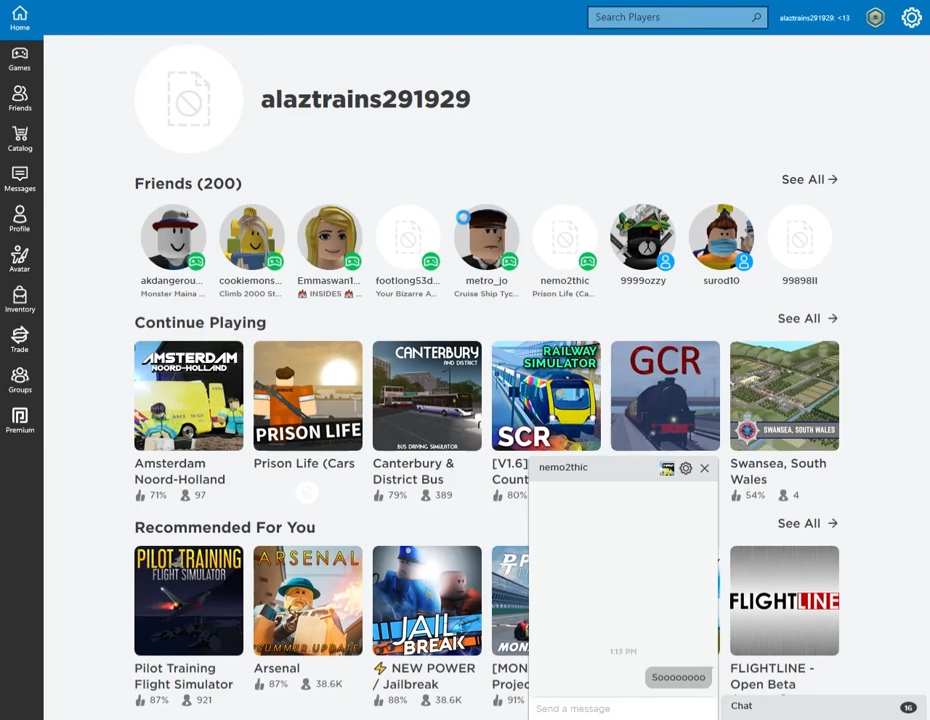 Home
Search Players
alaztrains291929: <13
Games
Friends
Catalog
Messages
Profile
Avatar
Inventory
Trade
Groups
Premium
alaztrains291929
Friends (200)
See All →
akdangerou... cookiemons... Emmaswan1... footlong53d... metro_jo nemo2thic 9999ozzy surod10 99898II
Monster Maina ... Climb 2000 St... INSIDES ... Your Bizarre A... Cruise Ship Tyc... Prison Life (Ca...
Continue Playing
See All →
AMSTERDAM
NOORD-HOLLAND
PRISON LIFE
CANTERBURY
AND DISTRICT
BUS DRIVING SIMULATOR
RAILWAY
SIMULATOR
SCR
GCR
SWANSEA, SOUTH WALES
Amsterdam
Noord-Holland
71% 97
Prison Life (Cars
Canterbury &
District Bus
79% 389
[V1.6]
Count
80%
Swansea, South
Wales
54% 4
nemo2thic
1:13 PM
Soooooooo
Send a message
Recommended For You
See All →
PILOT TRAINING
FLIGHT SIMULATOR
ARSENAL
SUMMER UPDATE
JAIL
BREAK
FLIGHTLINE
Pilot Training
Flight Simulator
87% 921
Arsenal
87% 38.6K
⚡ NEW POWER
/ Jailbreak
88% 38.6K
[MON
Projec
91%
FLIGHTLINE -
Open Beta
Chat 16